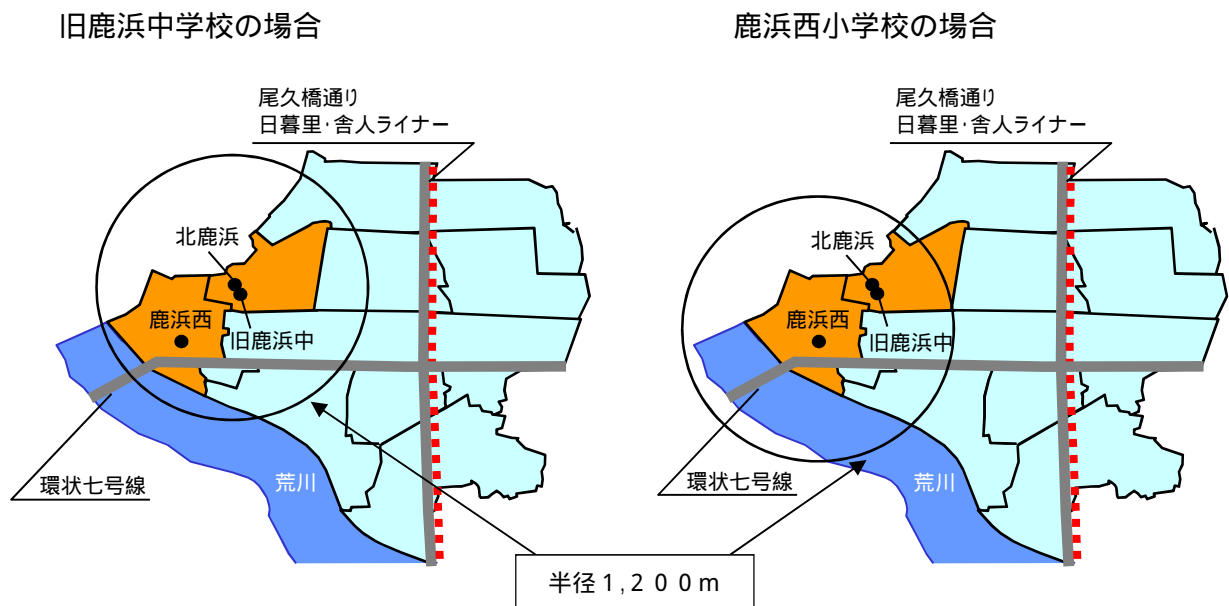 旧鹿浜中学校の場合
鹿浜西小学校の場合
尾久橋通り
日暮里・舎人ライナー
尾久橋通り
日暮里・舎人ライナー
北鹿浜
鹿浜西
旧鹿浜中
環状七号線
荒川
北鹿浜
鹿浜西
旧鹿浜中
環状七号線
荒川
半径1,200m